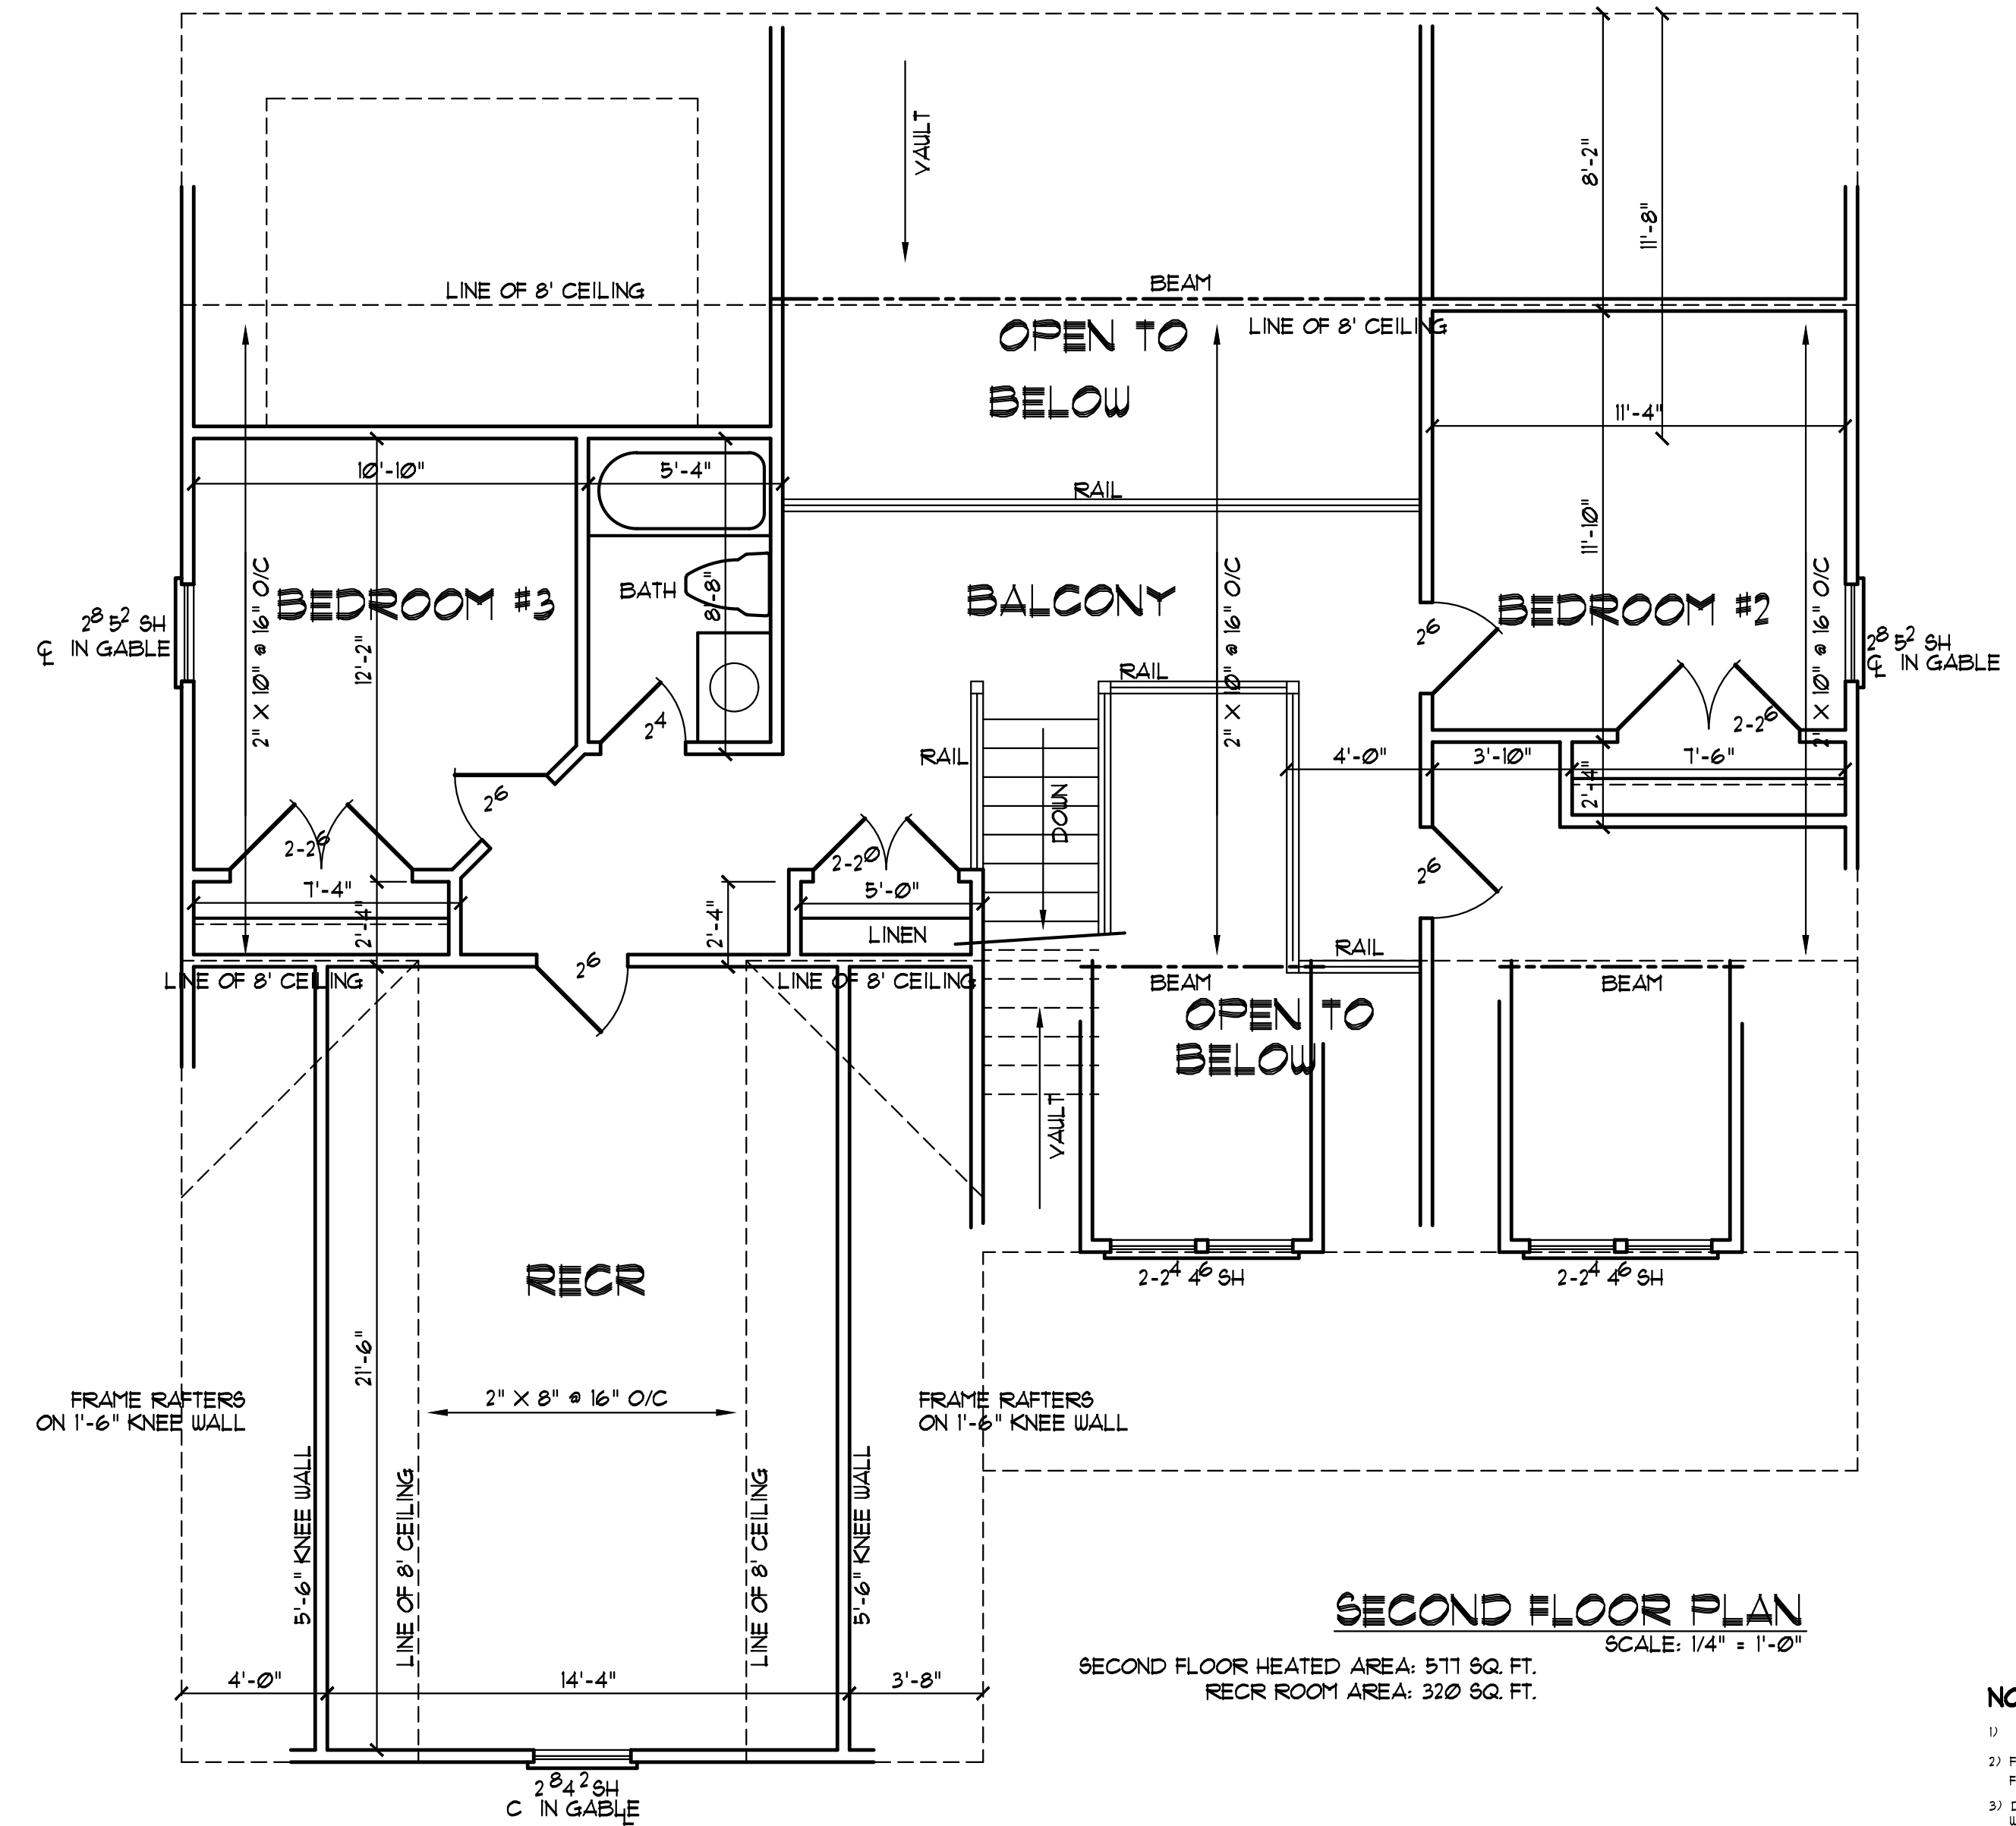 VAULT
8'-2"
11'-8"
LINE OF 8' CEILING
BEAM
OPEN TO
BELOW
LINE OF 8' CEILING
11'-4"
10'-10"
5'-4"
RAIL
11'-10"
2" X 10" @ 16" O/C
BEDROOM #3
BATH
8'-8"
BALCONY
2" X 10" @ 16" O/C
BEDROOM #2
2" X 10" @ 16" O/C
2⁸ 5² SH
℄ IN GABLE
12'-2"
2⁶
2⁸ 5² SH
℄ IN GABLE
RAIL
2⁴
2-2⁶
RAIL
4'-0"
3'-10"
7'-6"
2'-4"
2⁶
DOWN
2-2⁶
2-2⁰
2⁶
7'-4"
5'-0"
2'-4"
2'-4"
LINEN
RAIL
2⁶
LINE OF 8' CEILING
LINE OF 8' CEILING
BEAM
BEAM
OPEN TO
BELOW
VAULT
RECR
2-2⁴ 4⁶ SH
2-2⁴ 4⁶ SH
21'-6"
FRAME RAFTERS
ON 1'-6" KNEE WALL
2" X 8" @ 16" O/C
FRAME RAFTERS
ON 1'-6" KNEE WALL
5'-6" KNEE WALL
LINE OF 8' CEILING
LINE OF 8' CEILING
5'-6" KNEE WALL
SECOND FLOOR PLAN
SCALE: 1/4" = 1'-0"
SECOND FLOOR HEATED AREA: 577 SQ. FT.
RECR ROOM AREA: 320 SQ. FT.
4'-0"
14'-4"
3'-8"
2⁸4² SH
℄ IN GABLE
1)
2)
3)